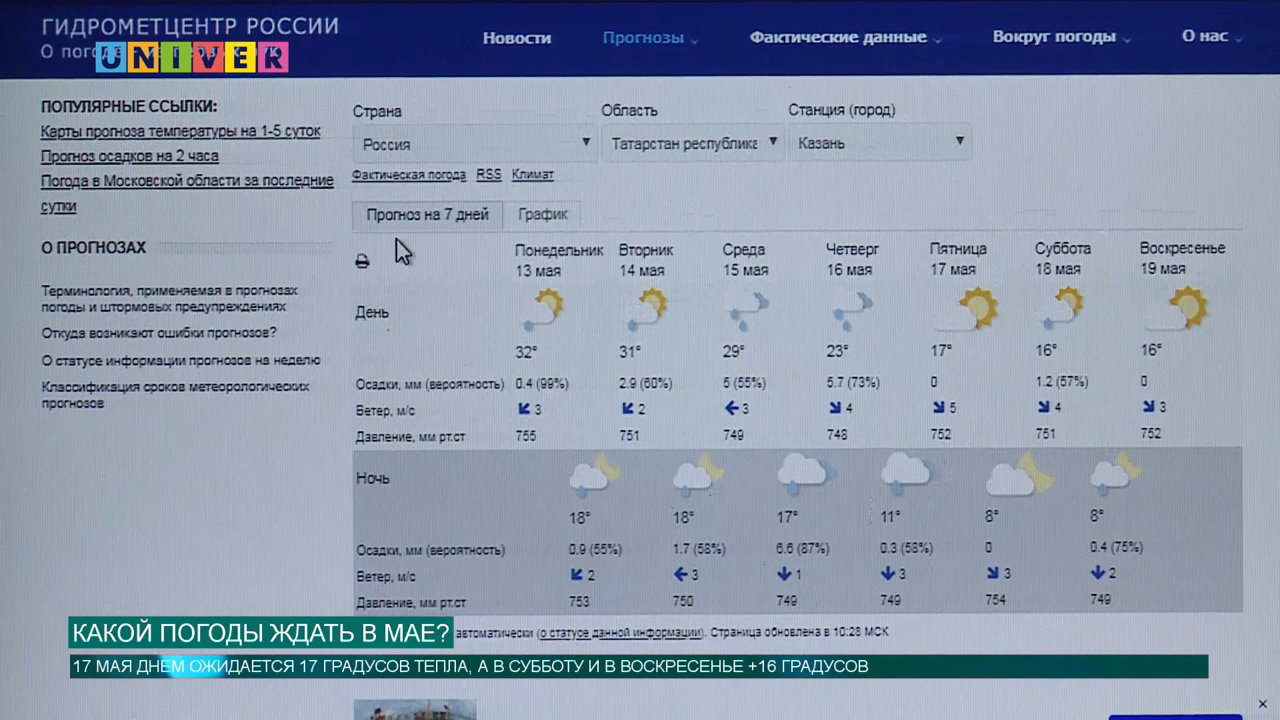 ГИДРОМЕТЦЕНТР РОССИИ
О погоде
UNIVER
Новости
Прогнозы
Фактические данные
Вокруг погоды
О нас
ПОПУЛЯРНЫЕ ССЫЛКИ:
Карты прогноза температуры на 1-5 суток
Прогноз осадков на 2 часа
Погода в Московской области за последние
сутки
О ПРОГНОЗАХ
Терминология, применяемая в прогнозах
погоды и штормовых предупреждениях
Откуда возникают ошибки прогнозов?
О статусе информации прогнозов на неделю
Классификация сроков метеорологических
прогнозов
Страна Область Станция (город)
Россия Татарстан республика Казань
Фактическая погода RSS Климат
Прогноз на 7 дней График
Понедельник Вторник Среда Четверг Пятница Суббота Воскресенье
13 мая 14 мая 15 мая 16 мая 17 мая 18 мая 19 мая
День
32° 31° 29° 23° 17° 16° 16°
Осадки, мм (вероятность) 0.4 (99%) 2.9 (60%) 5 (55%) 5.7 (73%) 0 1.2 (57%) 0
Ветер, м/с 3 2 3 4 5 4 3
Давление, мм рт.ст 755 751 749 748 752 751 752
Ночь
18° 18° 17° 11° 8° 8°
Осадки, мм (вероятность) 0.9 (55%) 1.7 (58%) 6.6 (87%) 0.3 (58%) 0 0.4 (75%)
Ветер, м/с 2 3 1 3 3 2
Давление, мм рт.ст 753 750 749 749 754 749
автоматически (о статусе данной информации). Страница обновлена в 10:28 МСК
КАКОЙ ПОГОДЫ ЖДАТЬ В МАЕ?
17 МАЯ ДНЁМ ОЖИДАЕТСЯ 17 ГРАДУСОВ ТЕПЛА, А В СУББОТУ И В ВОСКРЕСЕНЬЕ +16 ГРАДУСОВ